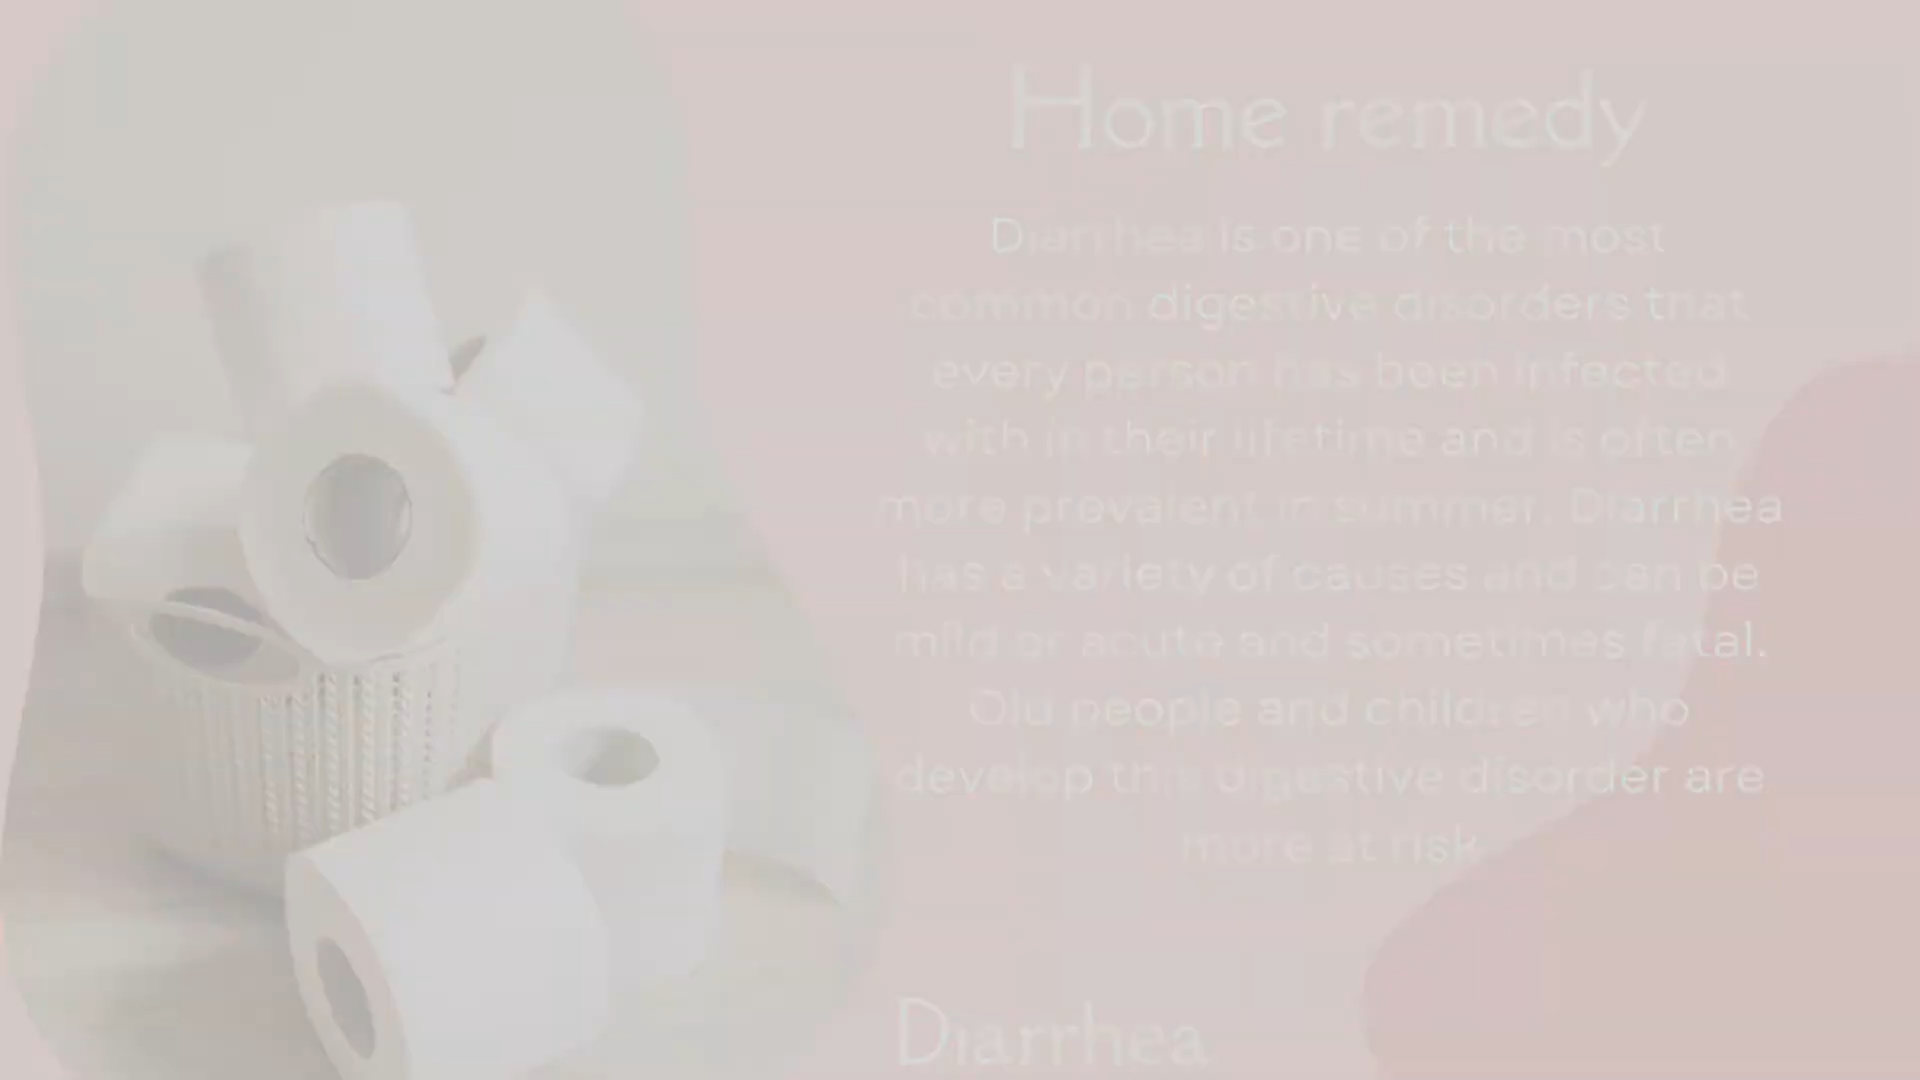 Home remedy
Diarrhea is one of the most
common digestive disorders that
every person has been infected
with in their lifetime and is often
more prevalent in summer. Diarrhea
has a variety of causes and can be
mild or acute and sometimes fatal.
Old people and children who
develop this digestive disorder are
more at risk
Diarrhea